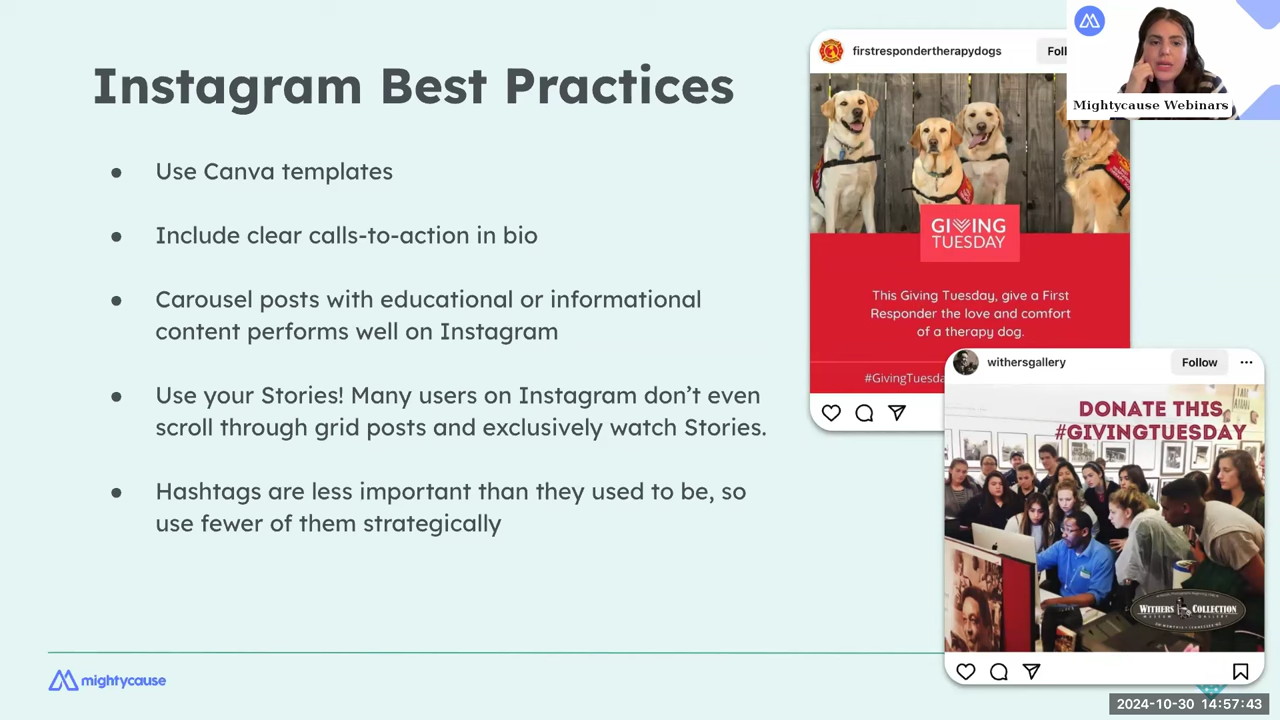 Instagram Best Practices
● Use Canva templates
● Include clear calls-to-action in bio
● Carousel posts with educational or informational
content performs well on Instagram
● Use your Stories! Many users on Instagram don’t even
scroll through grid posts and exclusively watch Stories.
● Hashtags are less important than they used to be, so
use fewer of them strategically
mightycause
firstrespondertherapydogs
Foll
GIVING
TUESDAY
This Giving Tuesday, give a First
Responder the love and comfort
of a therapy dog.
#GivingTuesda
withersgallery
Follow
DONATE THIS
#GIVINGTUESDAY
WITHERS COLLECTION
MUSEUM GALLERY
Mightycause Webinars
2024-10-30 14:57:43